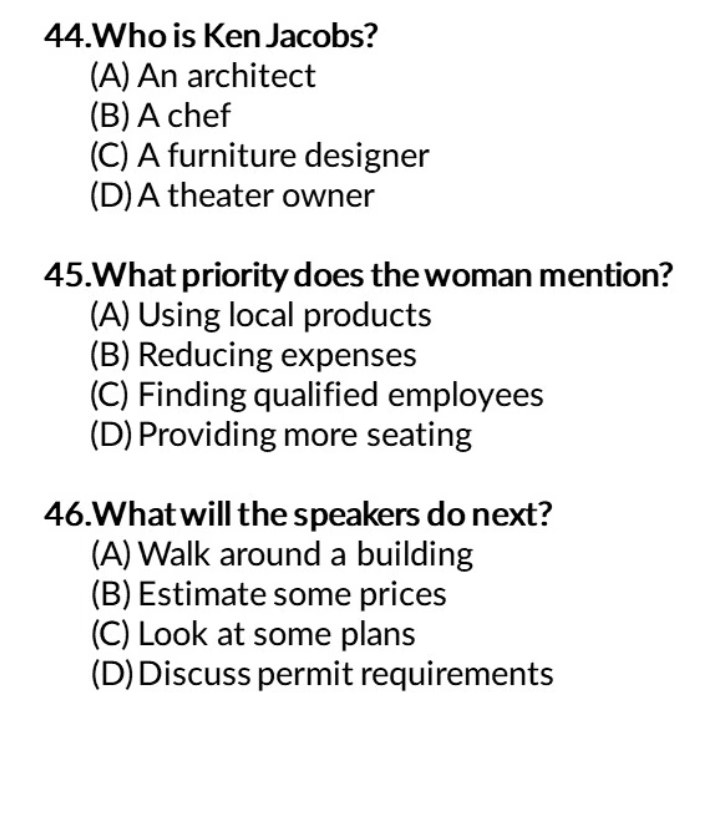 44.Who is Ken Jacobs?
(A) An architect
(B) A chef
(C) A furniture designer
(D) A theater owner
45.What priority does the woman mention?
(A) Using local products
(B) Reducing expenses
(C) Finding qualified employees
(D) Providing more seating
46.What will the speakers do next?
(A) Walk around a building
(B) Estimate some prices
(C) Look at some plans
(D) Discuss permit requirements